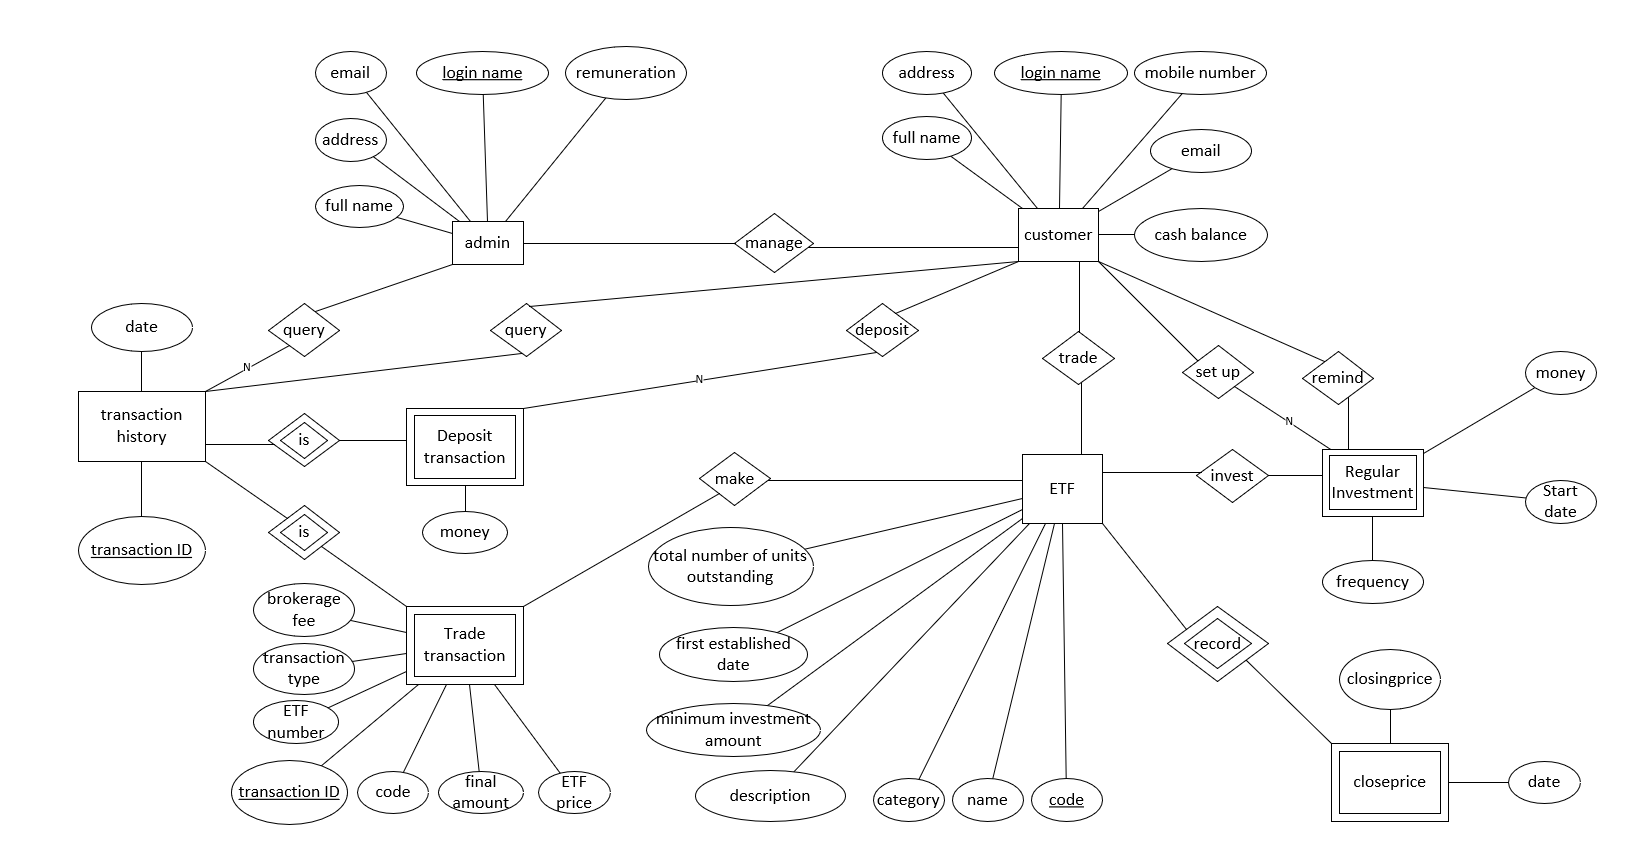 email
login name
remuneration
address
login name
mobile number
address
full name
email
full name
admin
manage
customer
cash balance
date
query
query
deposit
trade
set up
remind
money
N
N
N
transaction
history
is
Deposit
transaction
make
ETF
invest
Regular
Investment
Start
date
transaction ID
is
money
total number of units
outstanding
frequency
brokerage
fee
Trade
transaction
first established
date
record
transaction
type
closingprice
ETF
number
minimum investment
amount
transaction ID
code
final
amount
ETF
price
description
category
name
code
closeprice
date